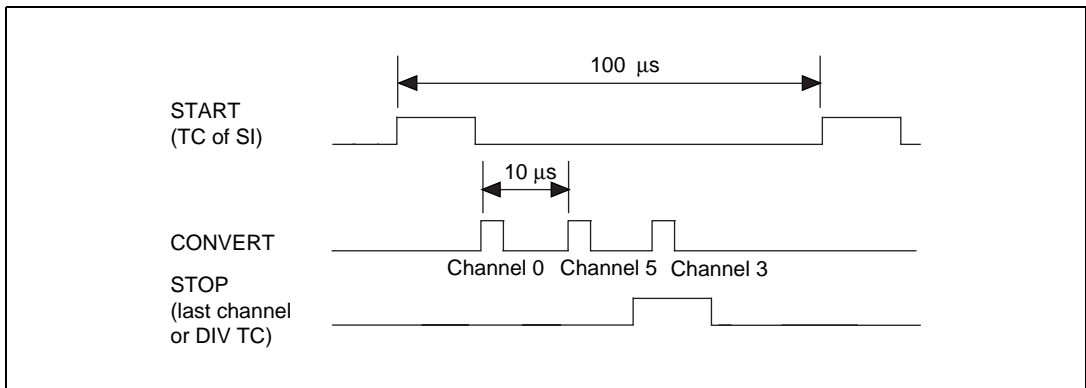 100 μs
START
(TC of SI)
10 μs
CONVERT
Channel 0 Channel 5 Channel 3
STOP
(last channel
or DIV TC)